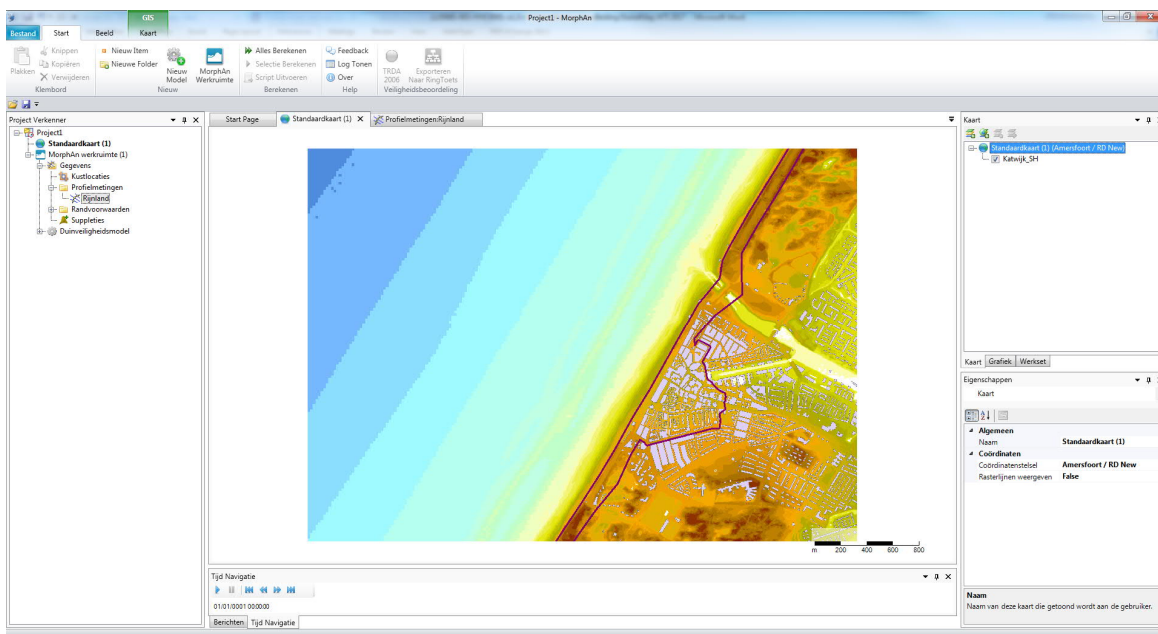 Project1 - MorphAn
GIS
Bestand Start Beeld Kaart
Plakken
Knippen
Kopiëren
Verwijderen
Klembord
Nieuw Item
Nieuwe Folder
Nieuw Model
MorphAn Werkruimte
Nieuw
Alles Berekenen
Selectie Berekenen
Script Uitvoeren
Berekenen
Feedback
Log Tonen
Over
Help
TRDA 2006
Exporteren Naar RingToets
Veiligheidsbeoordeling
Project Verkenner
Project1
Standaardkaart (1)
MorphAn werkruimte (1)
Gegevens
Kustlocaties
Profielmetingen
Rijnland
Randvoorwaarden
Suppleties
Duinveiligheidsmodel
Start Page
Standaardkaart (1)
Profielmetingen:Rijnland
m 200 400 600 800
Tijd Navigatie
01/01/0001 00:00:00
Berichten Tijd Navigatie
Kaart
Standaardkaart (1) (Amersfoort / RD New)
Katwijk_SH
Kaart Grafiek Werkset
Eigenschappen
Kaart
Algemeen
Naam Standaardkaart (1)
Coördinaten
Coördinatenstelsel Amersfoort / RD New
Rasterlijnen weergeven False
Naam
Naam van deze kaart die getoond wordt aan de gebruiker.